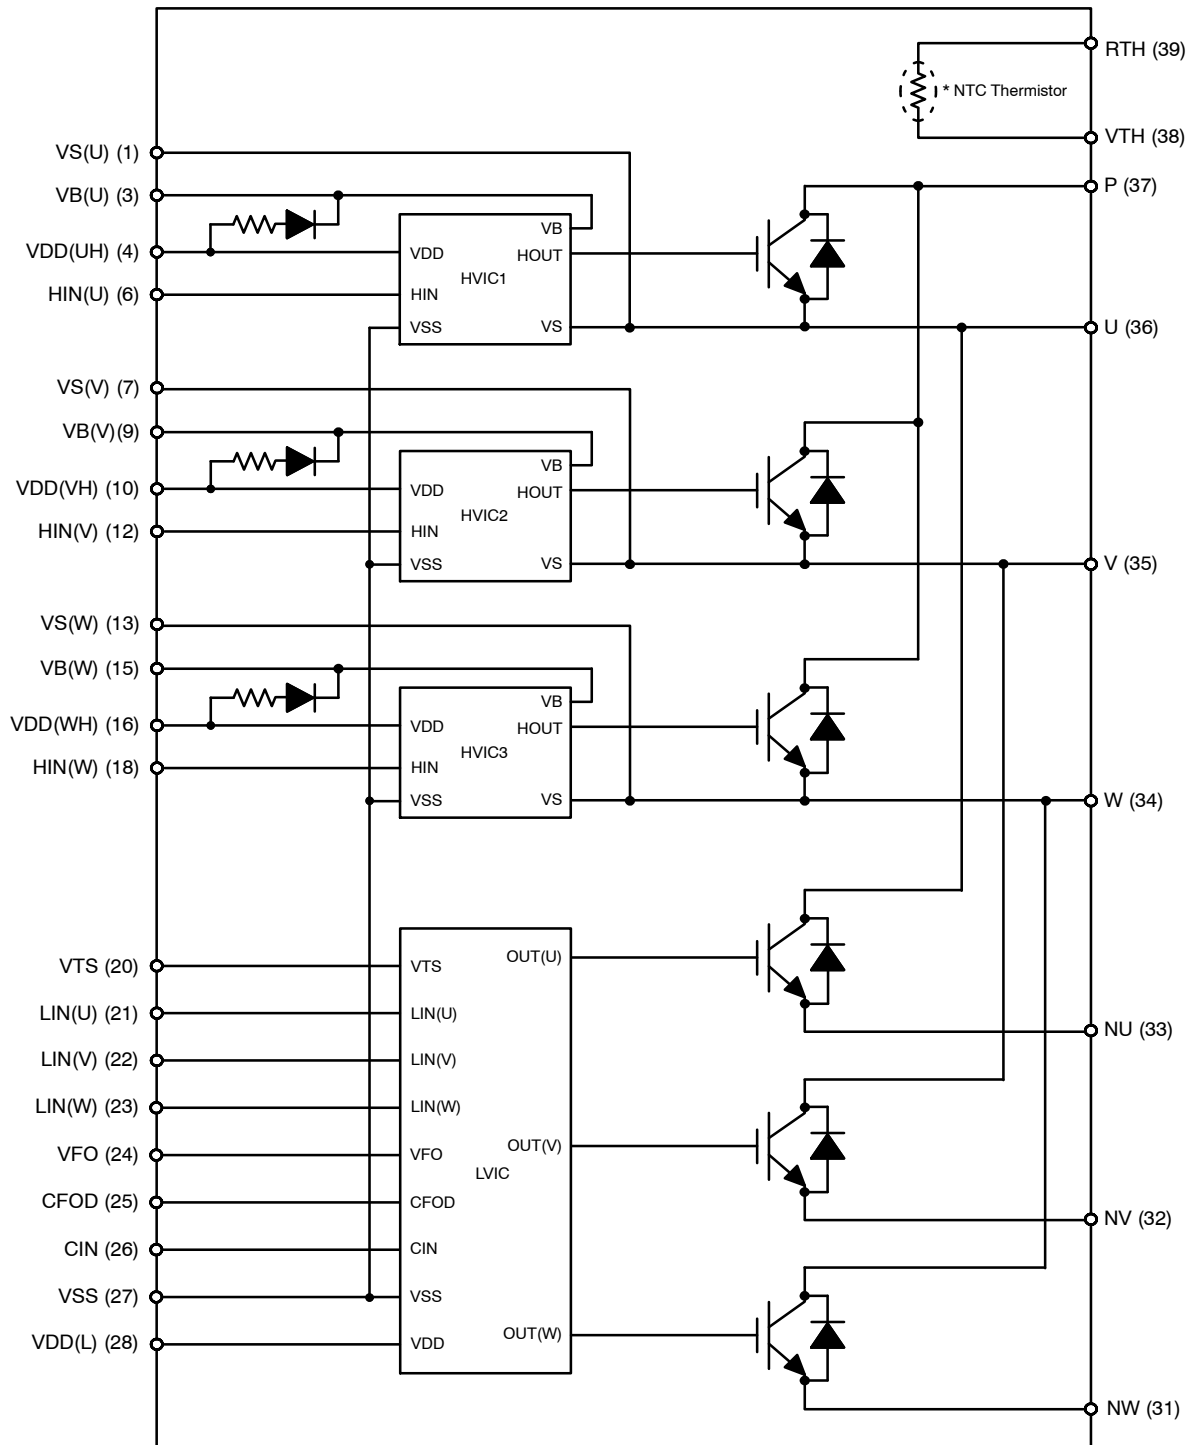 RTH (39)
* NTC Thermistor
VTH (38)
VS(U) (1)
VB(U) (3)
P (37)
VB
VDD(UH) (4)
VDD
HOUT
HVIC1
HIN(U) (6)
HIN
VSS
VS
U (36)
VS(V) (7)
VB(V)(9)
VB
VDD(VH) (10)
VDD
HOUT
HVIC2
HIN(V) (12)
HIN
VSS
VS
V (35)
VS(W) (13)
VB(W) (15)
VB
VDD(WH) (16)
VDD
HOUT
HVIC3
HIN(W) (18)
HIN
VSS
VS
W (34)
OUT(U)
VTS (20)
VTS
LIN(U) (21)
LIN(U)
NU (33)
LIN(V) (22)
LIN(V)
LIN(W) (23)
LIN(W)
OUT(V)
VFO (24)
VFO
LVIC
CFOD (25)
CFOD
NV (32)
CIN (26)
CIN
VSS (27)
VSS
OUT(W)
VDD(L) (28)
VDD
NW (31)